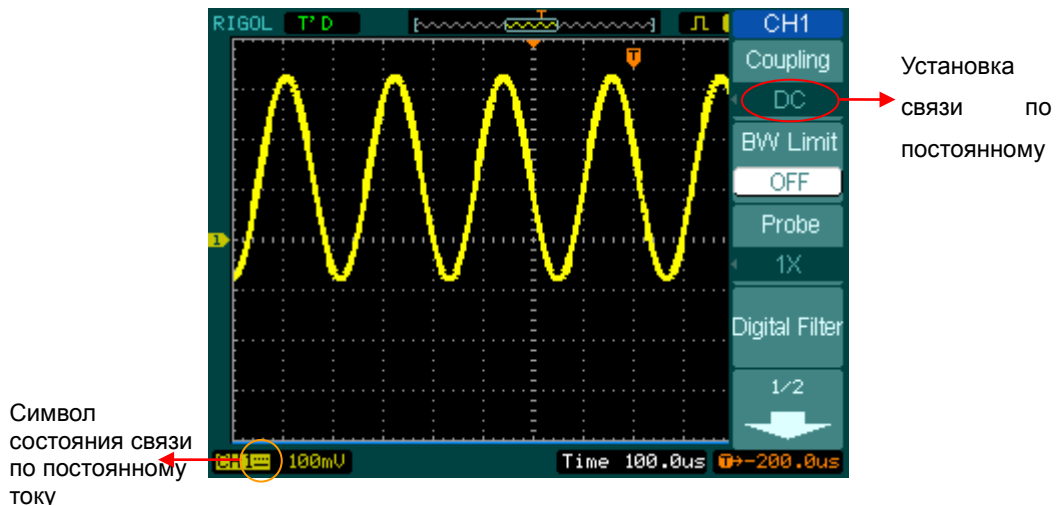 RIGOL T'D T CH1
T
Coupling
DC
BW Limit
OFF
Probe
1X
Digital Filter
1/2
1
CH1 100mV Time 100.0us T→-200.0us
Установка
связи по
постоянному
Символ
состояния связи
по постоянному
току